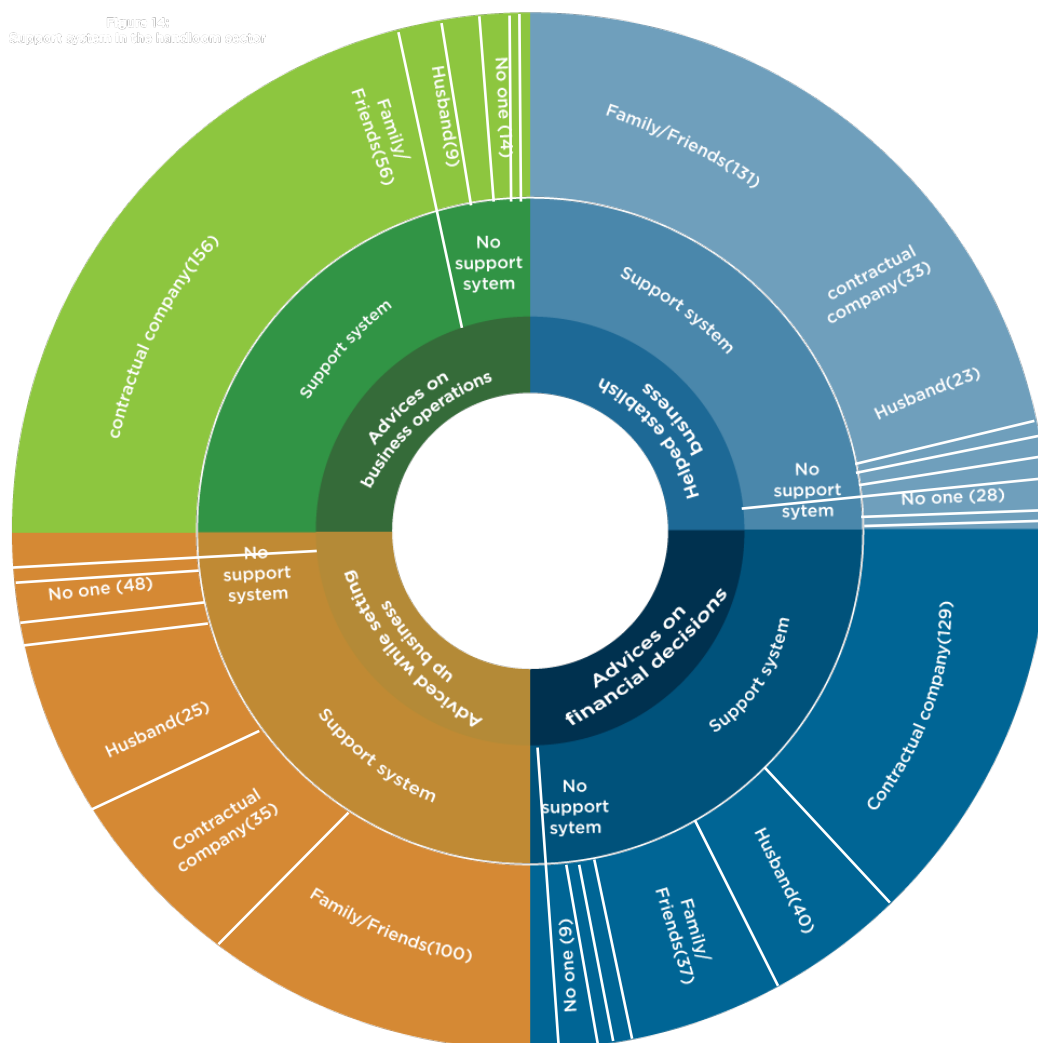 Figure 14:
Support system in the handloom sector
Family/
Friends(56)
Husband(9)
No one (14)
contractual company(156)
Support system
No
support
sytem
Advices on
business operations
Family/Friends(131)
contractual
company(33)
Husband(23)
No one (28)
Support system
No
support
sytem
Helped establish
business
No one (48)
Husband(25)
Contractual
company(35)
Family/Friends(100)
No
support
system
Support system
Adviced while setting
up business
Contractual company(129)
Husband(40)
Family/
Friends(37)
No one (9)
Support system
No
support
sytem
Advices on
financial decisions